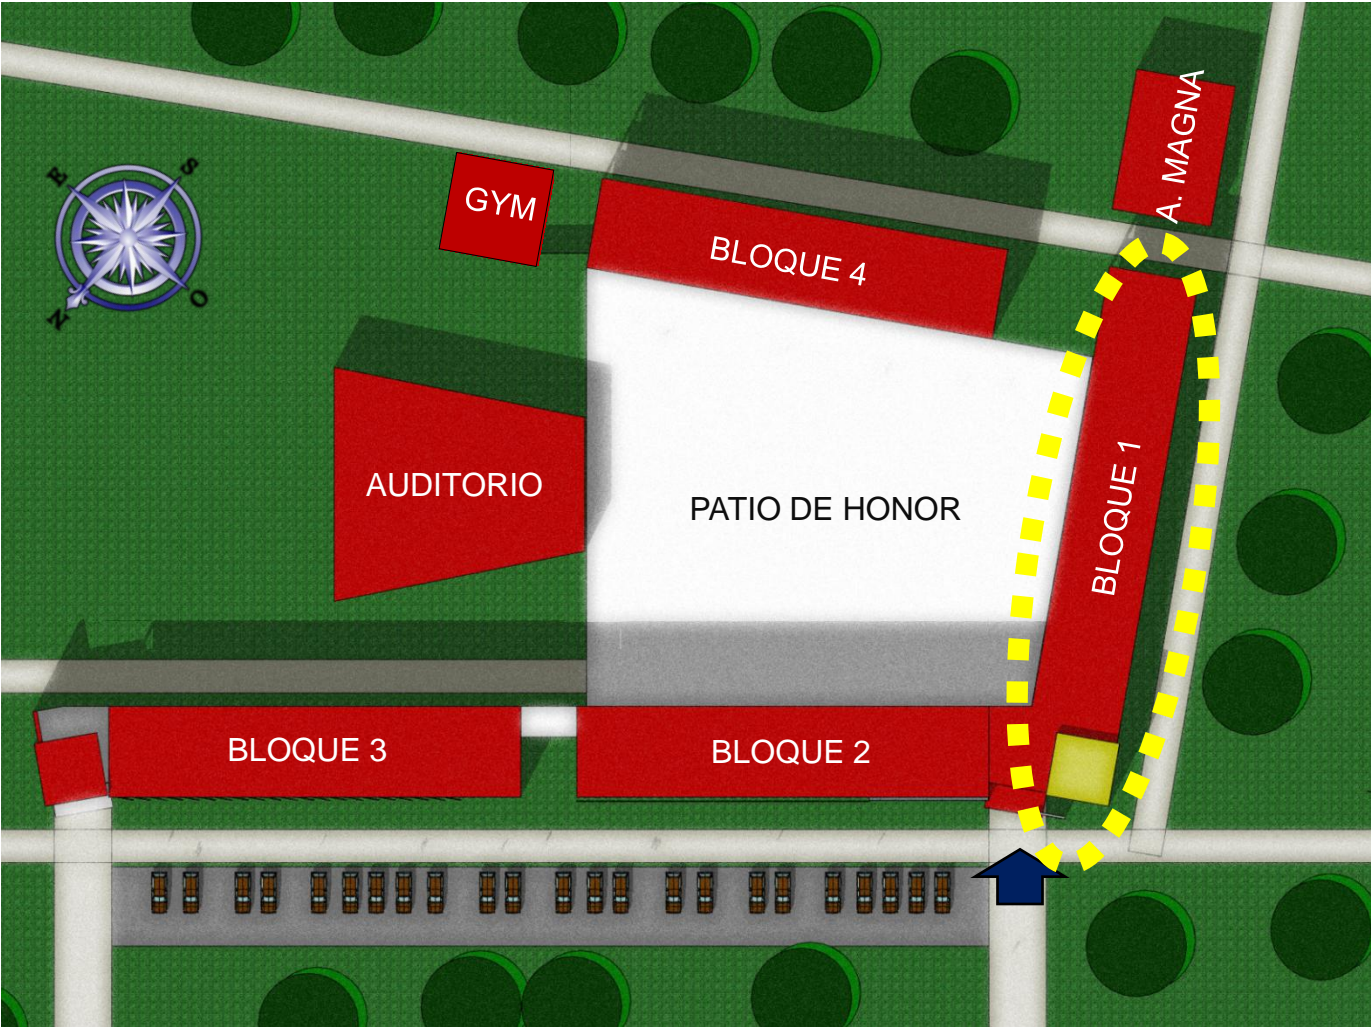 A. MAGNA
E
S
GYM
BLOQUE 4
N
O
AUDITORIO
PATIO DE HONOR
BLOQUE 1
BLOQUE 3
BLOQUE 2